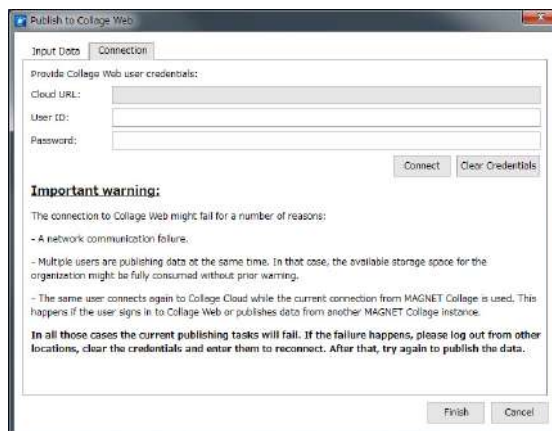 Publish to Collage Web
Input Data Connection
Provide Collage Web user credentials:
Cloud URL:
User ID:
Password:
Connect Clear Credentials
Important warning:
The connection to Collage Web might fail for a number of reasons:
- A network communication failure.
- Multiple users are publishing data at the same time. In that case, the available storage space for the
organization might be fully consumed without prior warning.
- The same user connects again to Collage Cloud while the current connection from MAGNET Collage is used. This
happens if the user signs in to Collage Web or publishes data from another MAGNET Collage instance.
In all those cases the current publishing tasks will fail. If the failure happens, please log out from other
locations, clear the credentials and enter them to reconnect. After that, try again to publish the data.
Finish Cancel